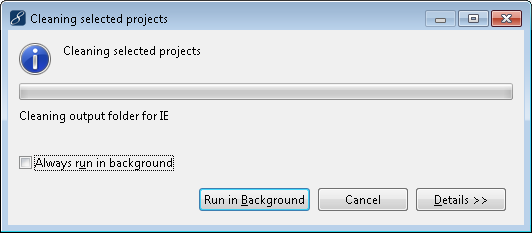 Cleaning selected projects
Cleaning selected projects
Cleaning output folder for IE
Always run in background
Run in Background
Cancel
Details >>